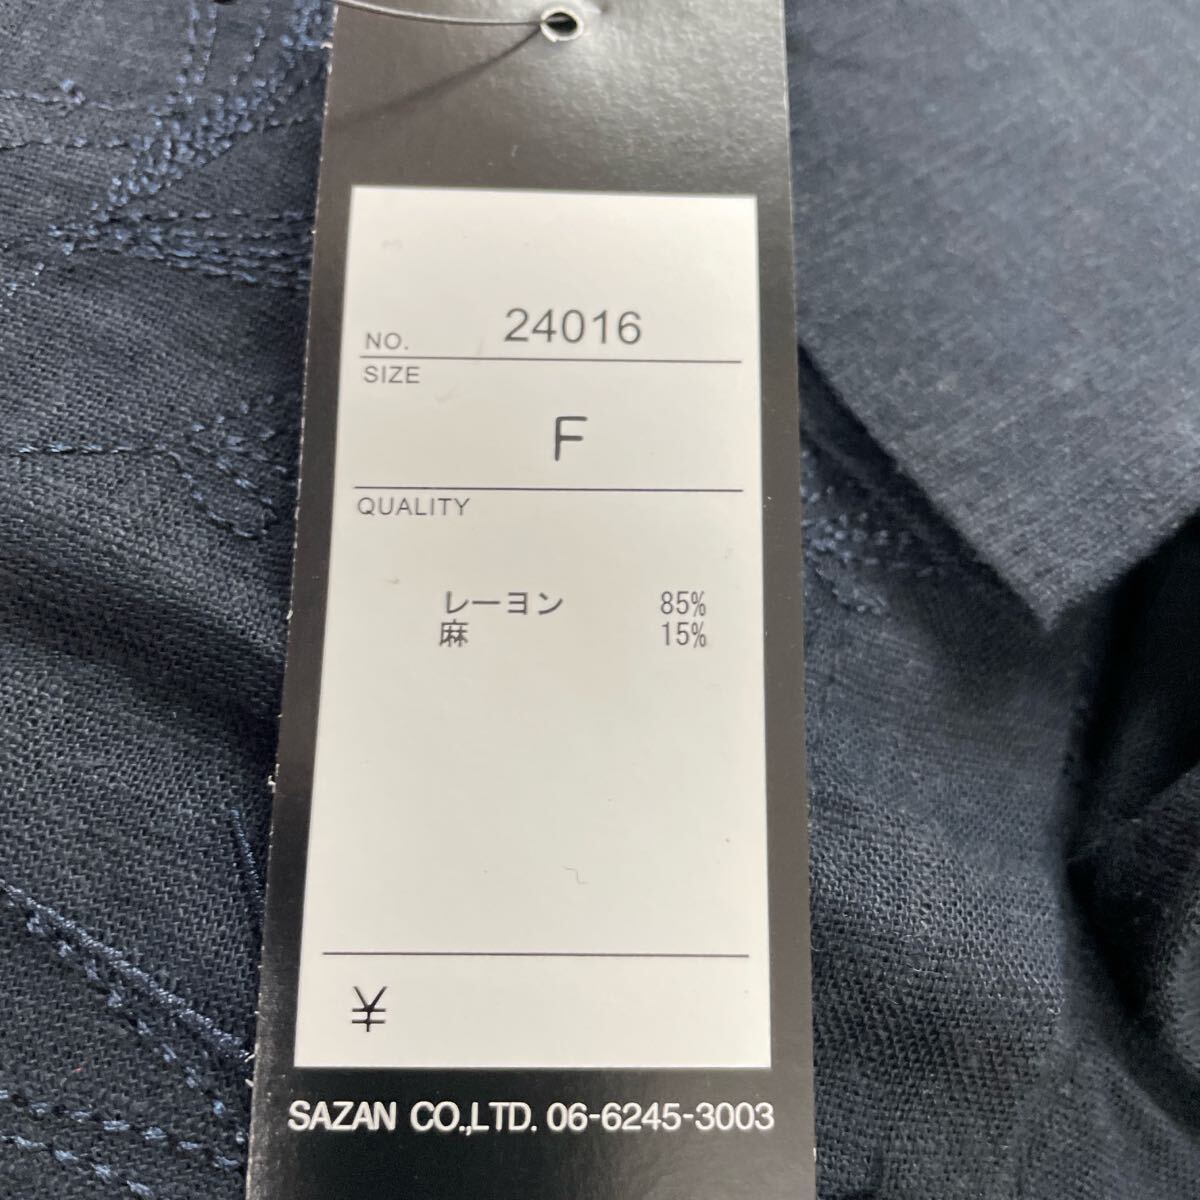 NO. 24016
SIZE
F
QUALITY
レーヨン 85%
麻 15%
¥
SAZAN CO.,LTD. 06-6245-3003